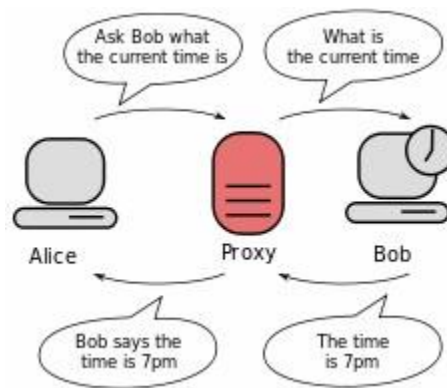 Ask Bob what
the current time is
What is
the current time
Alice
Proxy
Bob
Bob says the
time is 7pm
The time
is 7pm